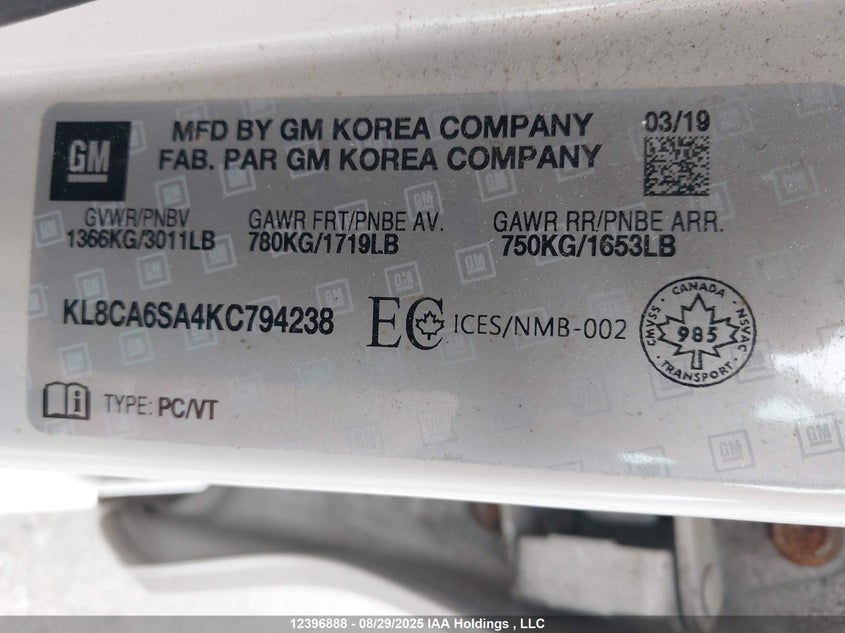 GM
MFD BY GM KOREA COMPANY
FAB. PAR GM KOREA COMPANY
03/19
GVWR/PNBV
1366KG/3011LB
GAWR FRT/PNBE AV.
780KG/1719LB
GAWR RR/PNBE ARR.
750KG/1653LB
KL8CA6SA4KC794238
EC ICES/NMB-002
CANADA
CMVSS 985 NSVAC
TRANSPORT
TYPE: PC/VT
12396888 - 08/29/2025 IAA Holdings , LLC